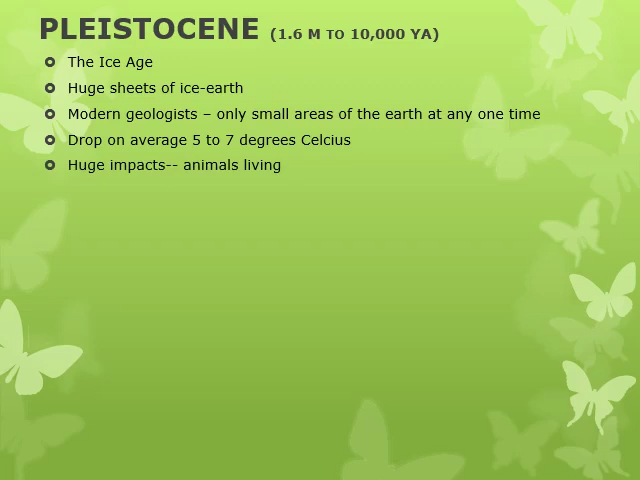 PLEISTOCENE (1.6 M TO 10,000 YA)
The Ice Age
Huge sheets of ice-earth
Modern geologists – only small areas of the earth at any one time
Drop on average 5 to 7 degrees Celcius
Huge impacts-- animals living